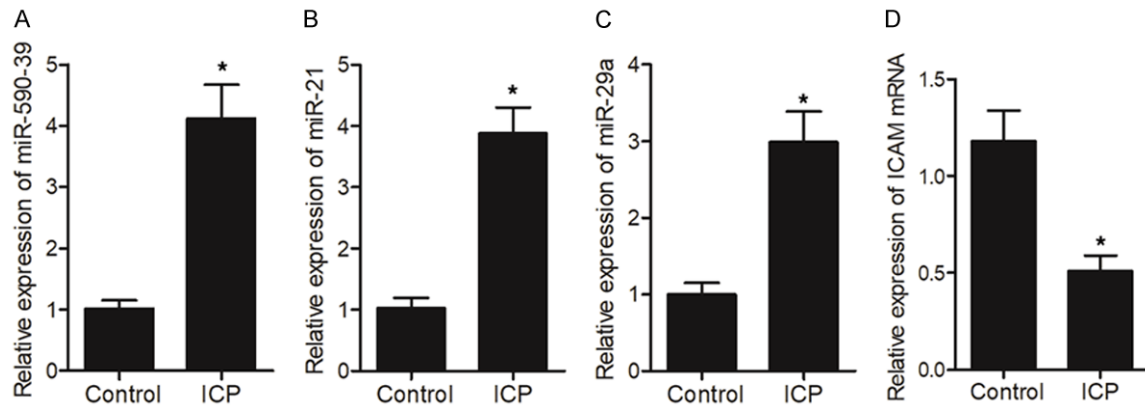 A
Relative expression of miR-590-39
5
4
3
2
1
0
*
Control
ICP
B
Relative expression of miR-21
5
4
3
2
1
0
*
Control
ICP
C
Relative expression of miR-29a
4
3
2
1
0
*
Control
ICP
D
Relative expression of ICAM mRNA
1.5
1.0
0.5
0.0
*
Control
ICP